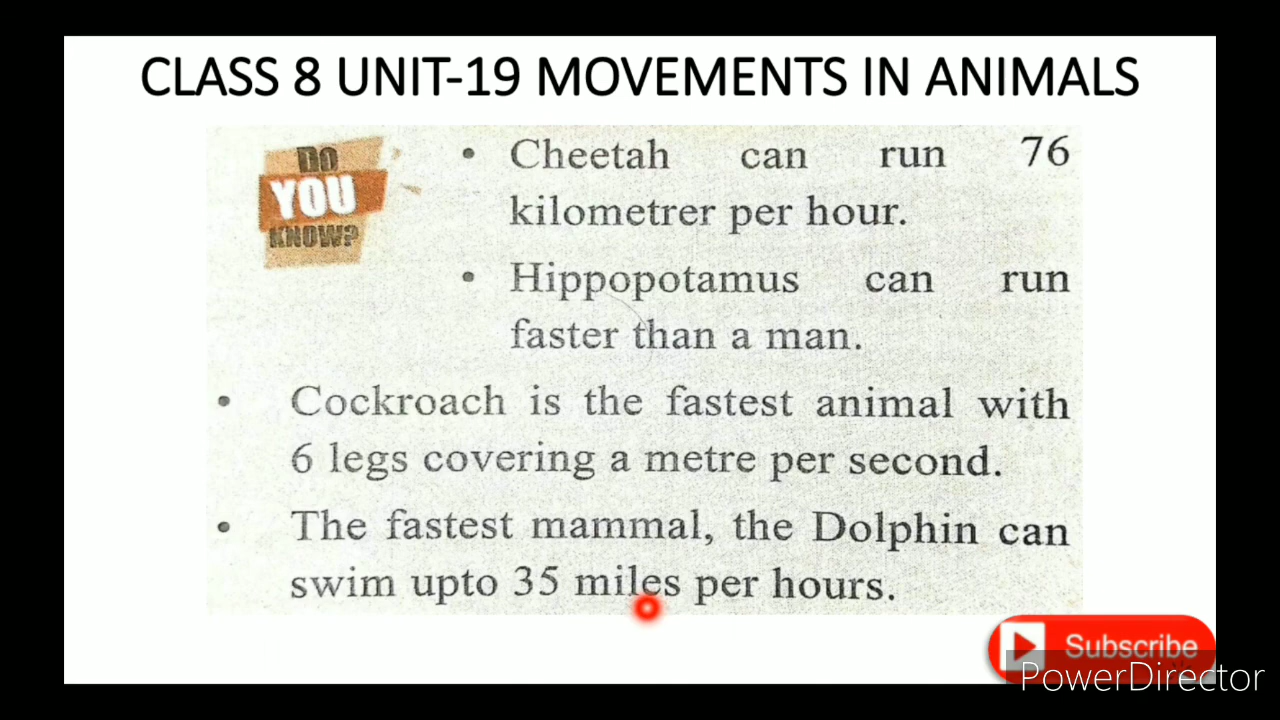 CLASS 8 UNIT-19 MOVEMENTS IN ANIMALS
DO
YOU
KNOW?
• Cheetah can run 76
kilometrer per hour.
• Hippopotamus can run
faster than a man.
• Cockroach is the fastest animal with
6 legs covering a metre per second.
• The fastest mammal, the Dolphin can
swim upto 35 miles per hours.
Subscribe
PowerDirector